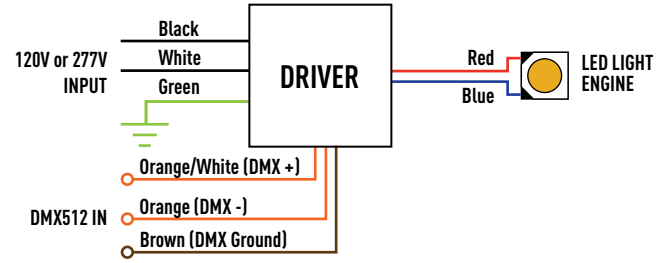 Black
120V or 277V
INPUT
White
Green
DRIVER
Red
Blue
LED LIGHT
ENGINE
Orange/White (DMX +)
DMX512 IN
Orange (DMX -)
Brown (DMX Ground)